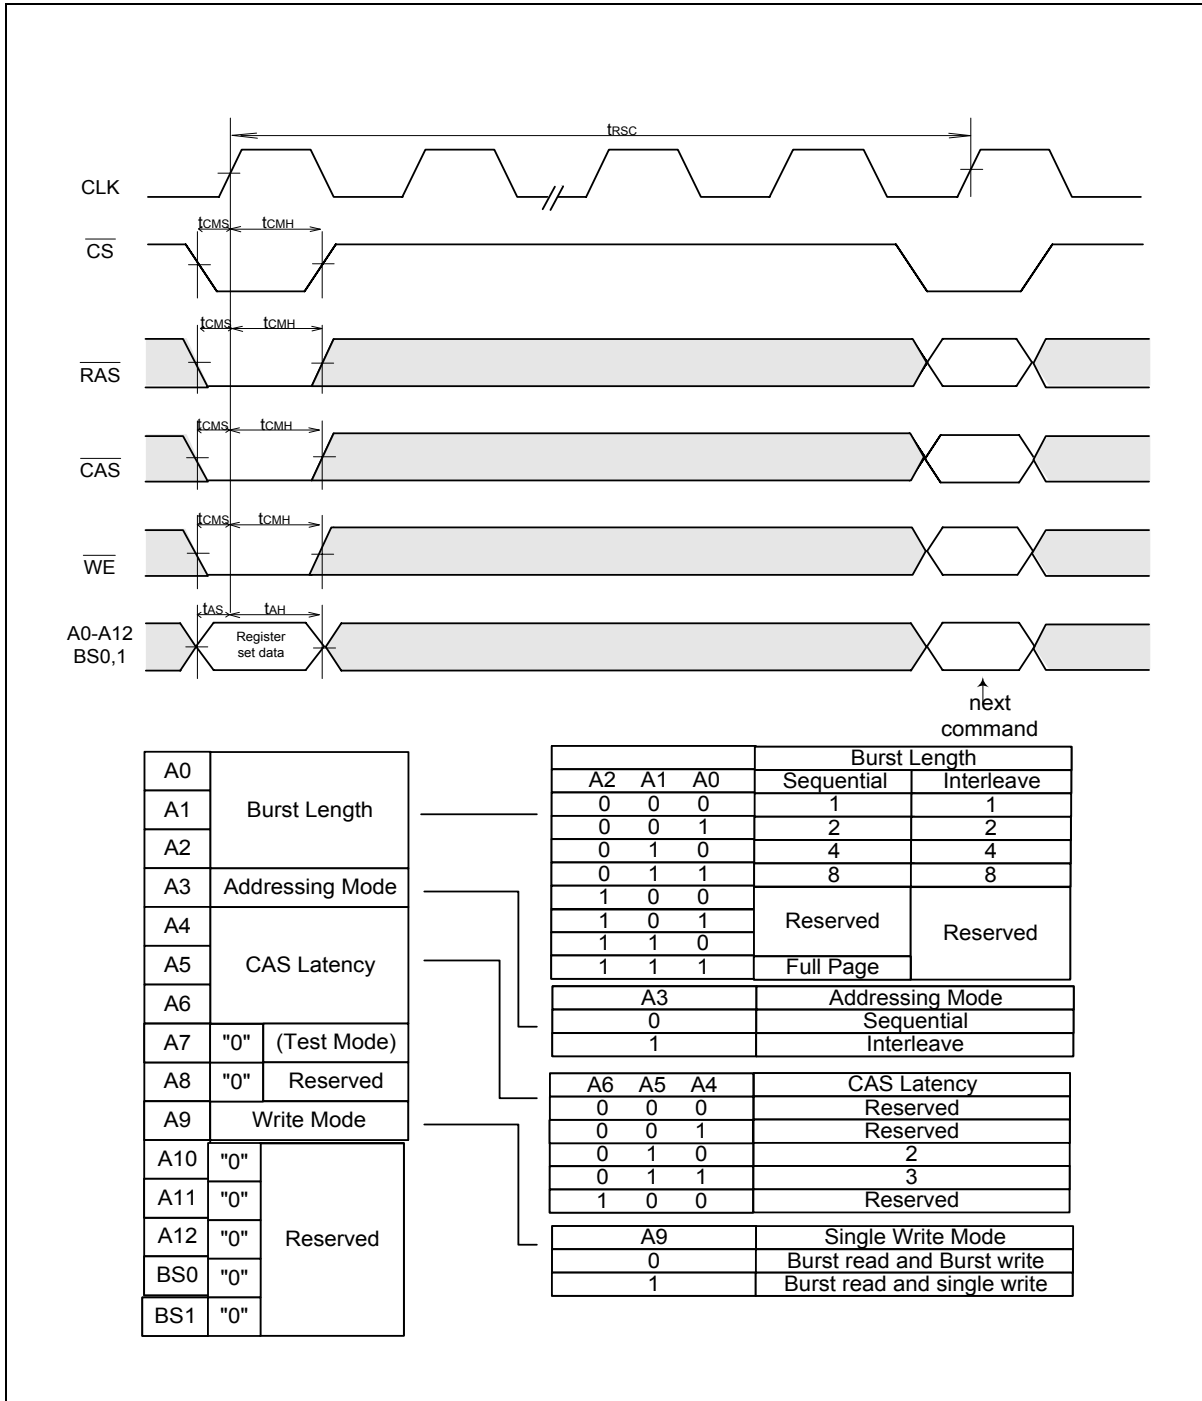 tRSC
CLK
tCMS tCMH
CS
tCMS tCMH
RAS
tCMS tCMH
CAS
tCMS tCMH
WE
tAS tAH
A0-A12
BS0,1
Register
set data
next
command
A0
A1
A2
Burst Length
A3 Addressing Mode
A4
A5
A6
CAS Latency
A7 "0" (Test Mode)
A8 "0" Reserved
A9 Write Mode
A10 "0"
A11 "0"
A12 "0"
BS0 "0"
BS1 "0"
Reserved
Burst Length
A2 A1 A0 Sequential Interleave
0 0 0 1 1
0 0 1 2 2
0 1 0 4 4
0 1 1 8 8
1 0 0
1 0 1 Reserved Reserved
1 1 0
1 1 1 Full Page
A3 Addressing Mode
0 Sequential
1 Interleave
A6 A5 A4 CAS Latency
0 0 0 Reserved
0 0 1 Reserved
0 1 0 2
0 1 1 3
1 0 0 Reserved
A9 Single Write Mode
0 Burst read and Burst write
1 Burst read and single write